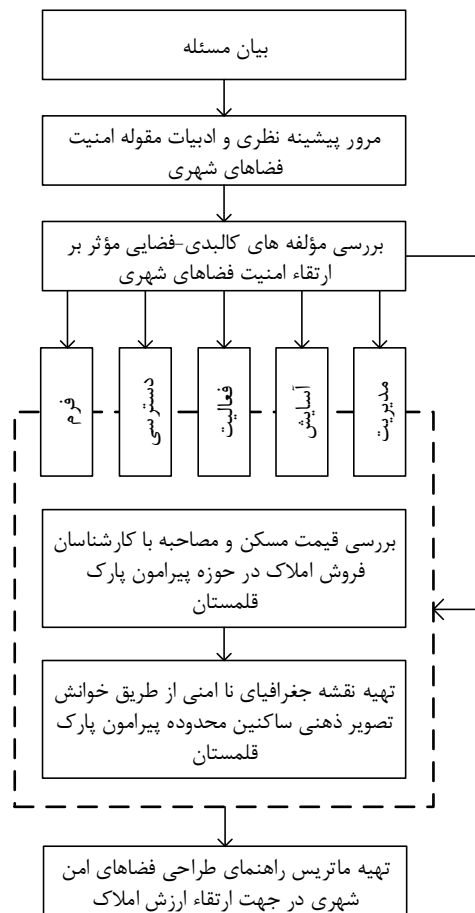 بیان مسئله
مرور پیشینه نظری و ادبیات مقوله امنیت
فضاهای شهری
بررسی مؤلفه های کالبدی-فضایی مؤثر بر
ارتقاء امنیت فضاهای شهری
مدیریت
آسایش
فعالیت
دسترسی
فرم
بررسی قیمت مسکن و مصاحبه با کارشناسان
فروش املاک در حوزه پیرامون پارک
قلمستان
تهیه نقشه جغرافیای نا امنی از طریق خوانش
تصویر ذهنی ساکنین محدوده پیرامون پارک
قلمستان
تهیه ماتریس راهنمای طراحی فضاهای امن
شهری در جهت ارتقاء ارزش املاک